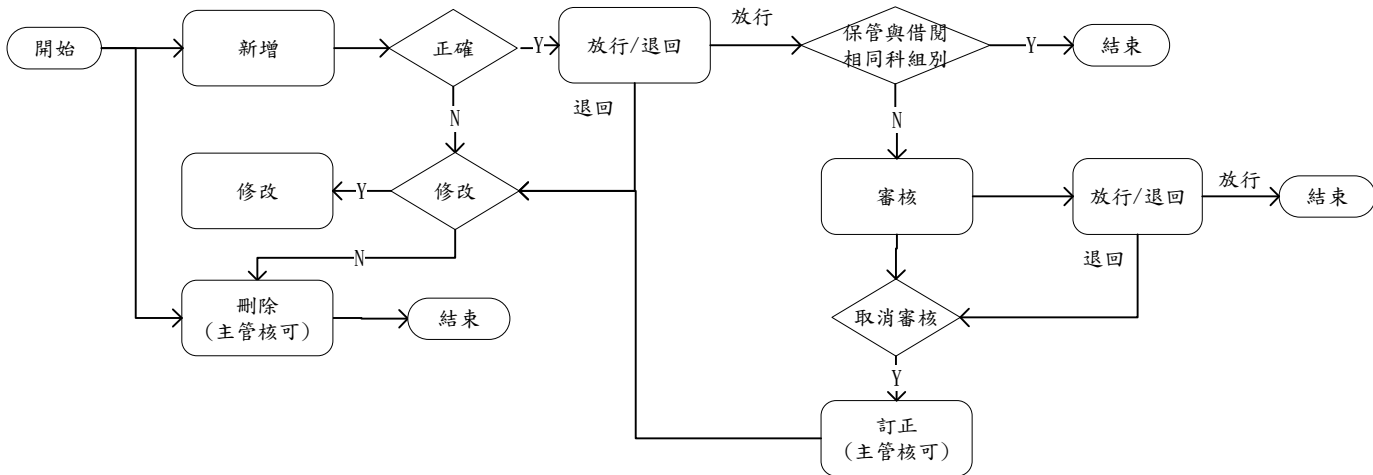 放行
開始
新增
正確
Y
放行/退回
保管與借閱
相同科組別
Y
結束
退回
N
N
修改
Y
修改
審核
放行/退回
放行
結束
退回
N
刪除
(主管核可)
結束
取消審核
Y
訂正
(主管核可)